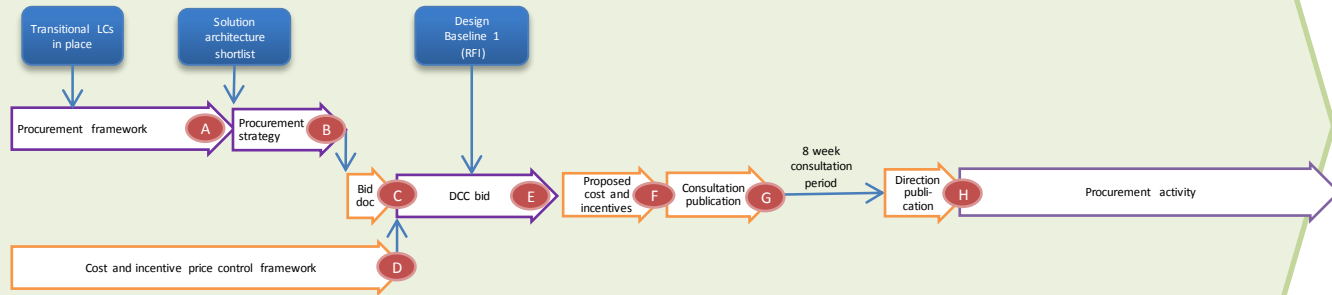 Transitional LCs
in place
Solution
architecture
shortlist
Design
Baseline 1
(RFI)
Procurement framework
A
Procurement
strategy
B
8 week
consultation
period
Bid
doc
C
DCC bid
E
Proposed
cost and
incentives
F
Consultation
publication
G
Direction
publi-
cation
H
Procurement activity
Cost and incentive price control framework
D